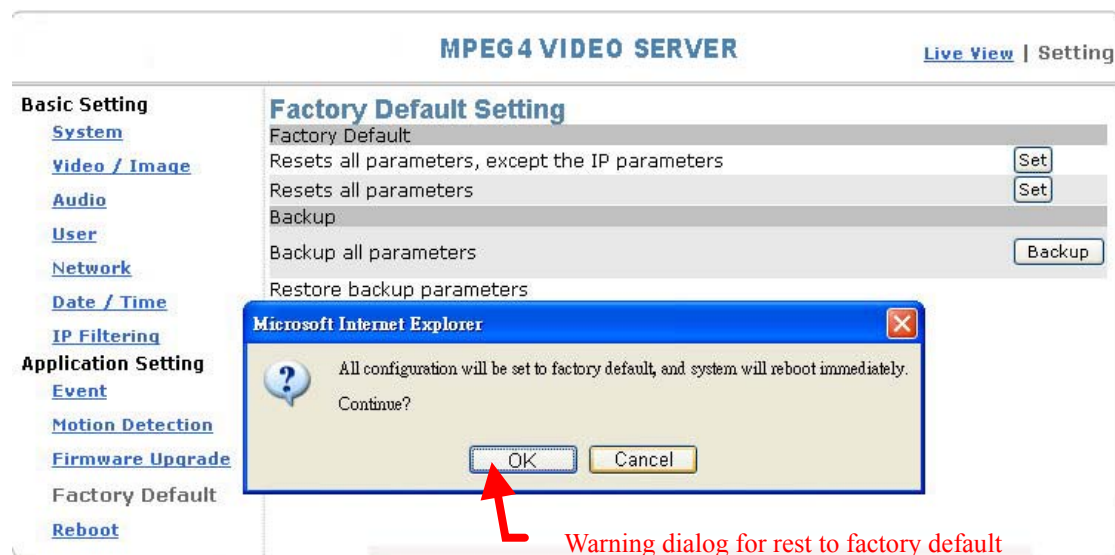 MPEG4 VIDEO SERVER
Live View | Setting
Basic Setting
System
Video / Image
Audio
User
Network
Date / Time
IP Filtering
Application Setting
Event
Motion Detection
Firmware Upgrade
Factory Default
Reboot
Factory Default Setting
Factory Default
Resets all parameters, except the IP parameters Set
Resets all parameters Set
Backup
Backup all parameters Backup
Restore backup parameters
Microsoft Internet Explorer
All configuration will be set to factory default, and system will reboot immediately.
Continue?
OK Cancel
Warning dialog for rest to factory default